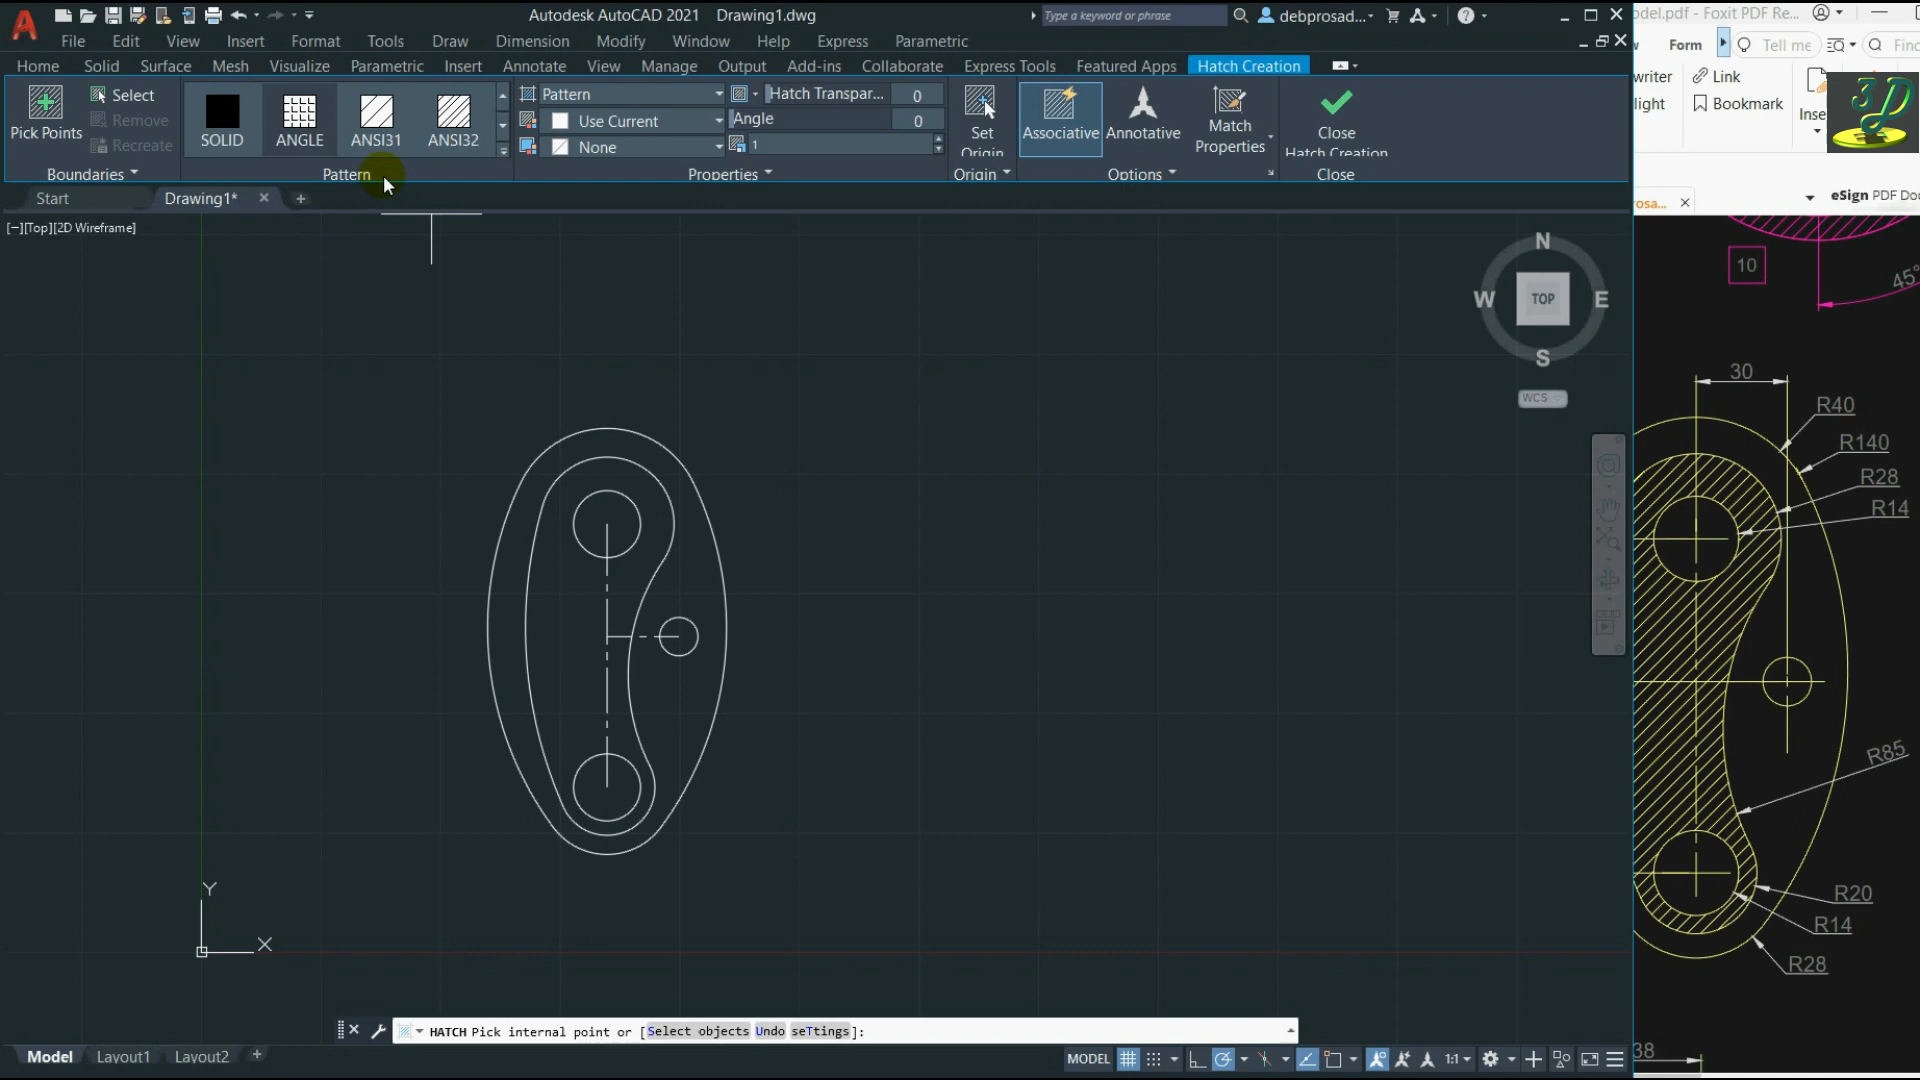 Autodesk AutoCAD 2021 Drawing1.dwg
Type a keyword or phrase
debprosad...
File Edit View Insert Format Tools Draw Dimension Modify Window Help Express Parametric
Home Solid Surface Mesh Visualize Parametric Insert Annotate View Manage Output Add-ins Collaborate Express Tools Featured Apps Hatch Creation
Pick Points
Select
Remove
Recreate
Boundaries
SOLID
ANGLE
ANSI31
ANSI32
Pattern
Pattern
Use Current
None
Hatch Transpar... 0
Angle 0
1
Properties
Set
Origin
Origin
Associative
Annotative
Match
Properties
Options
Close
Hatch Creation
Close
Start
Drawing1*
[−][Top][2D Wireframe]
N
W
TOP
E
S
WCS
Y
X
HATCH Pick internal point or [Select objects Undo seTtings]:
Model
Layout1
Layout2
MODEL
1:1
odel.pdf - Foxit PDF Re...
Form
Tell me
Find
writer
Link
light
Bookmark
Inse
3D
osa...
eSign PDF Doc
10
45°
30
R40
R140
R28
R14
R85
R20
R14
R28
38